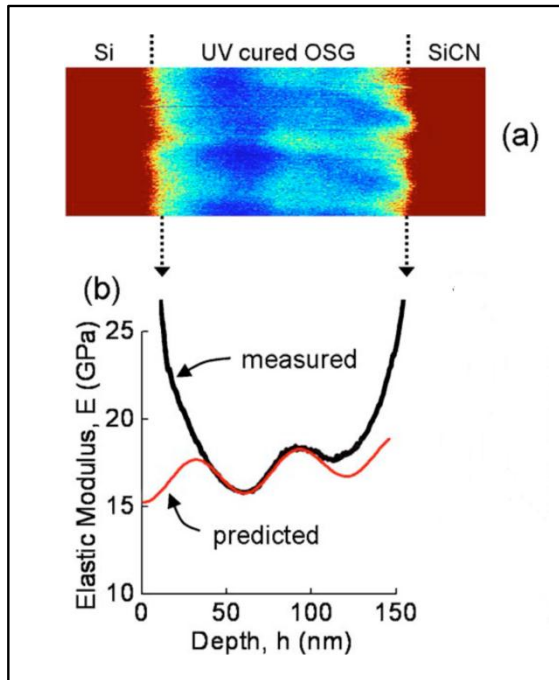 Si UV cured OSG SiCN
(a)
(b)
25
20
15
10
Elastic Modulus, E (GPa)
measured
predicted
0 50 100 150
Depth, h (nm)